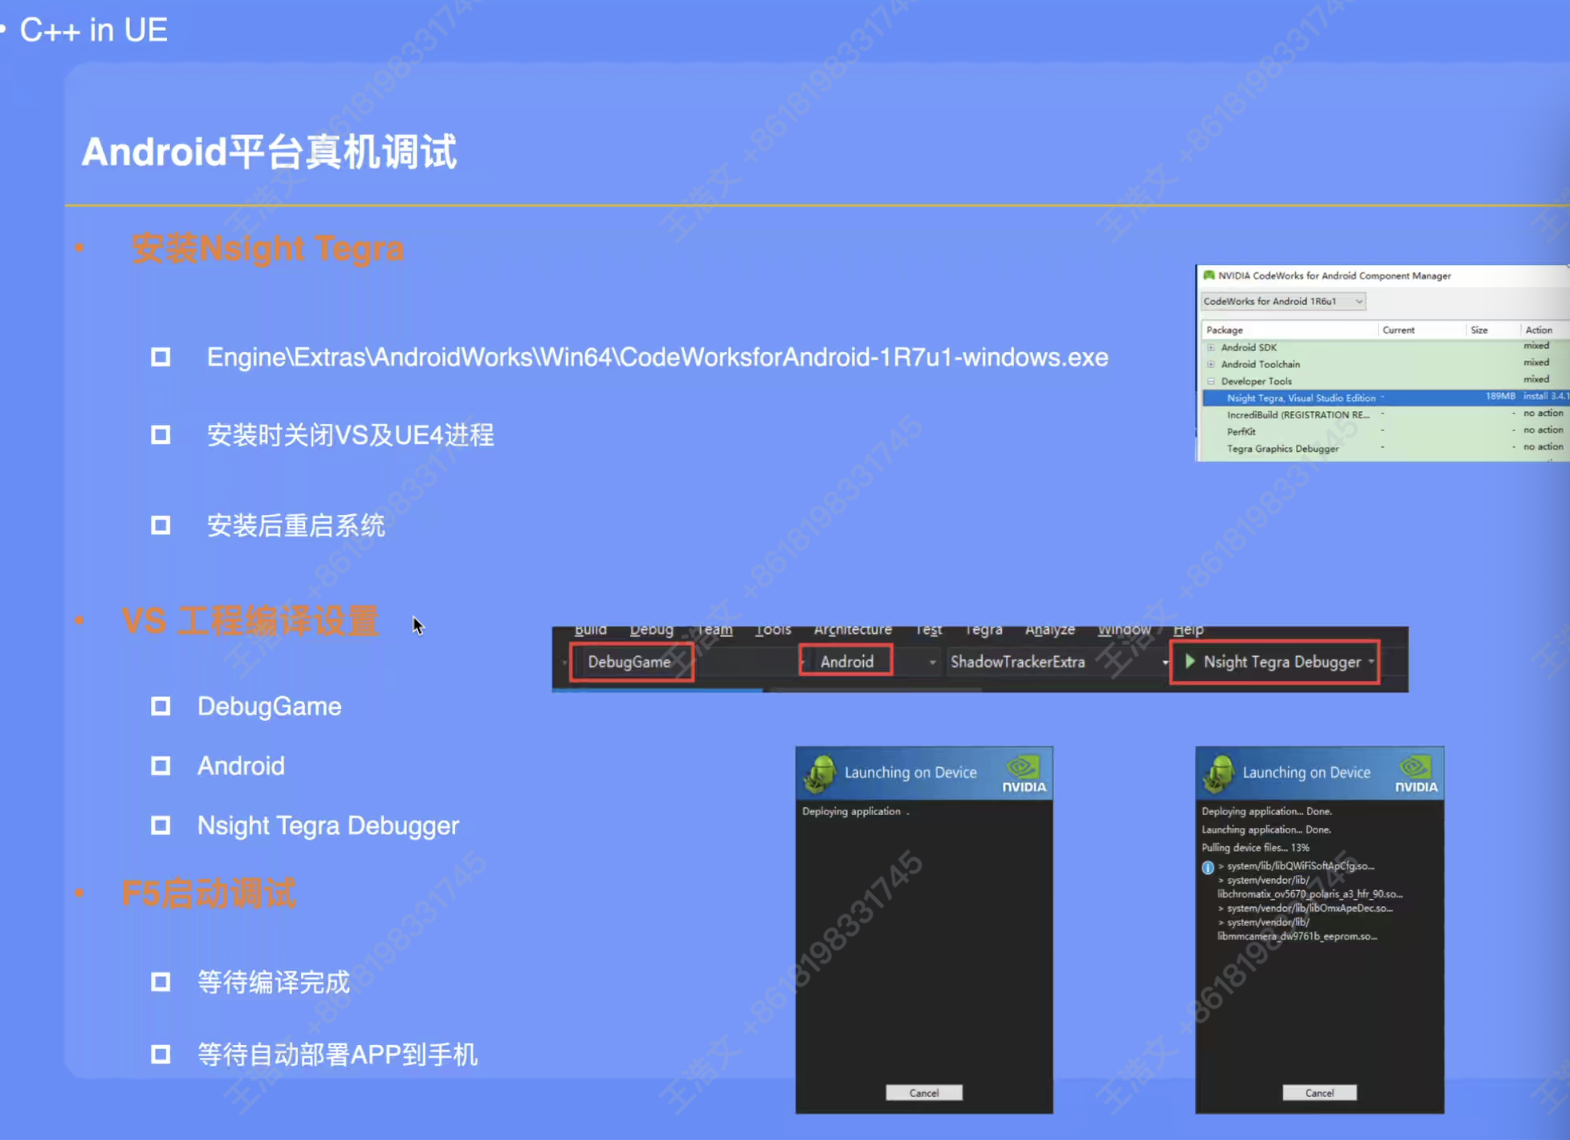 • C++ in UE
Android平台真机调试
• 安装Nsight Tegra
Engine\Extras\AndroidWorks\Win64\CodeWorksforAndroid-1R7u1-windows.exe
安装时关闭VS及UE4进程
安装后重启系统
NVIDIA CodeWorks for Android Component Manager
CodeWorks for Android 1R6u1
Package Current Size Action
Android SDK mixed
Android Toolchain mixed
Developer Tools mixed
Nsight Tegra, Visual Studio Edition - 189MB install 3.4.1
IncrediBuild (REGISTRATION RE... - - no action
PerfKit - - no action
Tegra Graphics Debugger - - no action
• VS 工程编译设置
DebugGame
Android
Nsight Tegra Debugger
Build Debug Team Tools Architecture Test Tegra Analyze Window Help
DebugGame Android ShadowTrackerExtra Nsight Tegra Debugger
• F5启动调试
等待编译完成
等待自动部署APP到手机
Launching on Device
NVIDIA
Deploying application .
Cancel
Launching on Device
NVIDIA
Deploying application... Done.
Launching application... Done.
Pulling device files... 13%
> system/lib/libQWiFiSoftApCfg.so...
> system/vendor/lib/
libchromatix_ov5670_polaris_a3_hfr_90.so...
> system/vendor/lib/libOmxApeDec.so...
> system/vendor/lib/
libmmcamera_dw9761b_eeprom.so...
Cancel
王浩文 +8618198331745